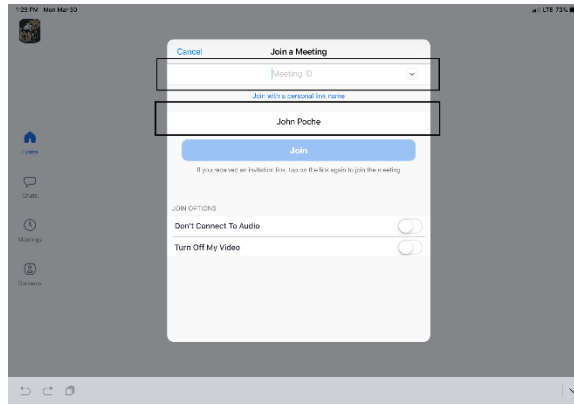 1:29 PM Mon Mar 30
LTE 73%
Cancel
Join a Meeting
Meeting ID
Join with a personal link name
John Poche
Join
If you received an invitation link, tap on the link again to join the meeting
JOIN OPTIONS
Don't Connect To Audio
Turn Off My Video
Home
Chats
Meetings
Contacts